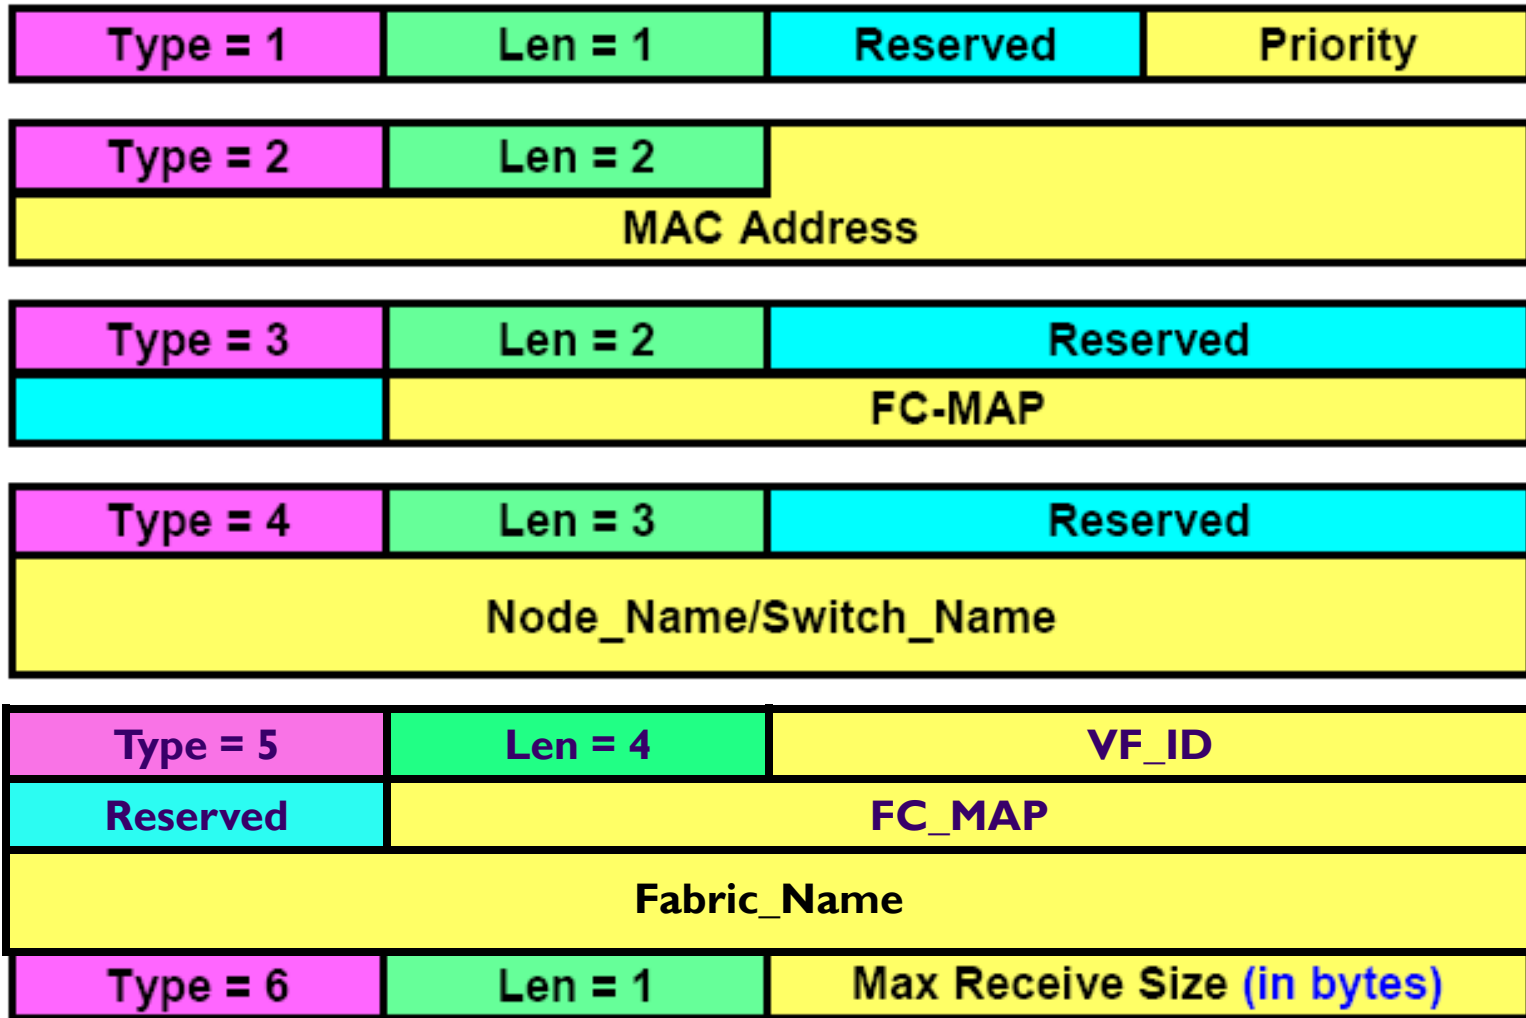 Type = 1 Len = 1 Reserved Priority
Type = 2 Len = 2
MAC Address
Type = 3 Len = 2 Reserved
FC-MAP
Type = 4 Len = 3 Reserved
Node_Name/Switch_Name
Type = 5 Len = 4 VF_ID
Reserved FC_MAP
Fabric_Name
Type = 6 Len = 1 Max Receive Size (in bytes)